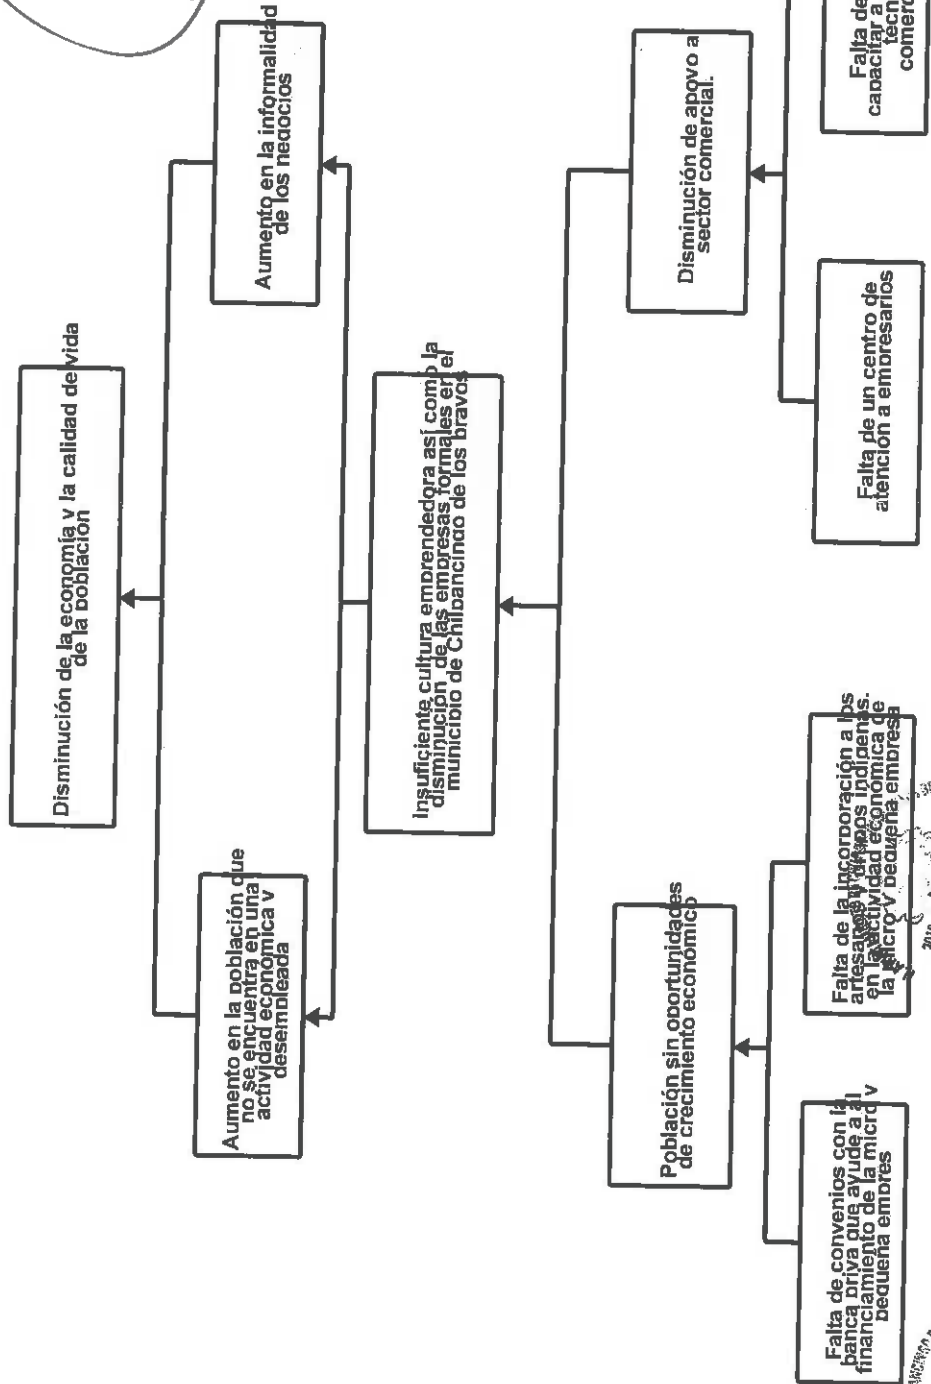 Disminución de la economía y la calidad de vida
de la población
Aumento en la población que
no se encuentra en una
actividad económica y
desempleada
Aumento en la informalidad
de los negocios
Insuficiente cultura emprendedora así como la
disminución de las empresas formales en el
municipio de Chilpancingo de los bravos
Población sin oportunidades
de crecimiento económico
Disminución de apoyo a
sector comercial.
Falta de convenios con la
banca priva que ayude a al
financiamiento de la micro y
pequeña empres
Falta de la incorporación a los
artesanos y grupos indígenas.
en la actividad económica de
la micro y pequeña empresa
Falta de un centro de
atención a empresarios
Falta de
capacitar a